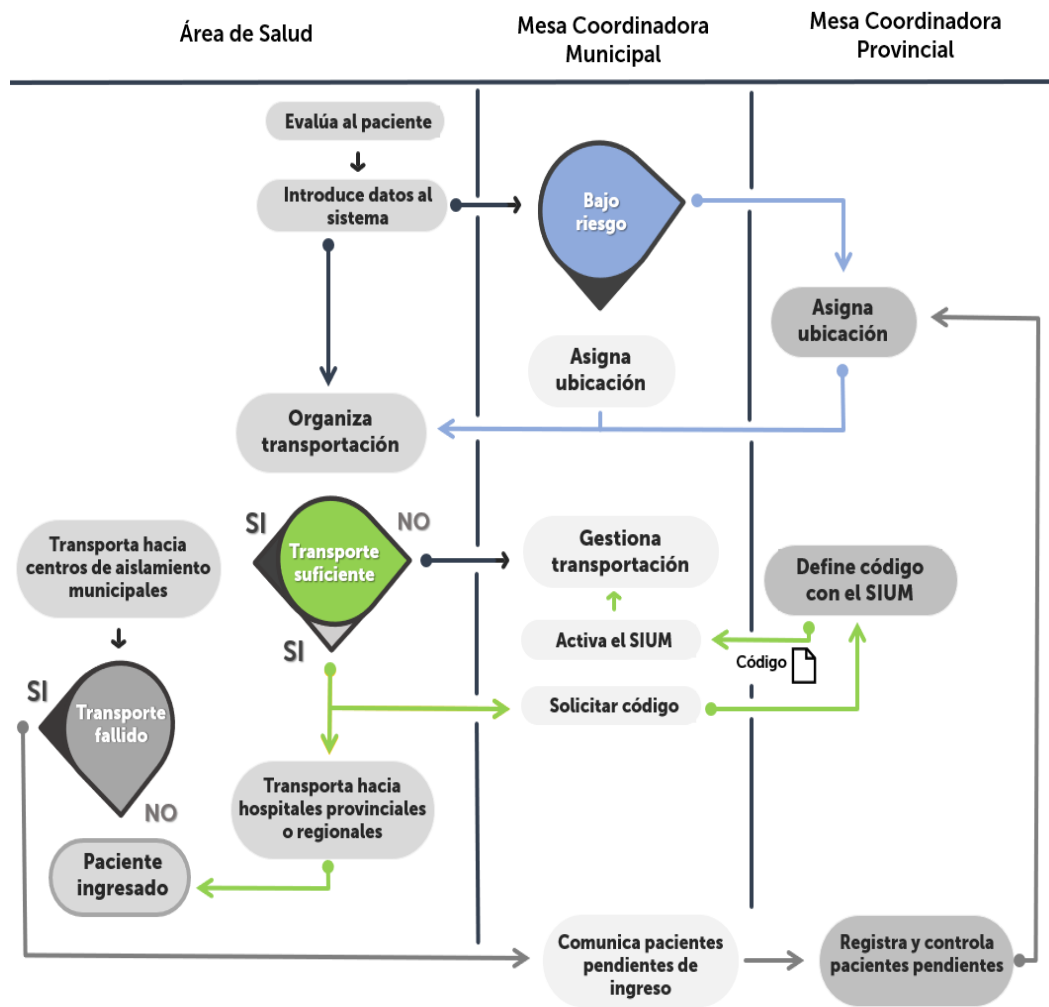 Área de Salud
Mesa Coordinadora
Municipal
Mesa Coordinadora
Provincial
Evalúa al paciente
Introduce datos al
sistema
Bajo
riesgo
Asigna
ubicación
Asigna
ubicación
Organiza
transportación
SI
NO
Transporte
suficiente
SI
Gestiona
transportación
Define código
con el SIUM
Transporta hacia
centros de aislamiento
municipales
Activa el SIUM
Código
Solicitar código
SI
Transporte
fallido
NO
Transporta hacia
hospitales provinciales
o regionales
Paciente
ingresado
Comunica pacientes
pendientes de
ingreso
Registra y controla
pacientes pendientes